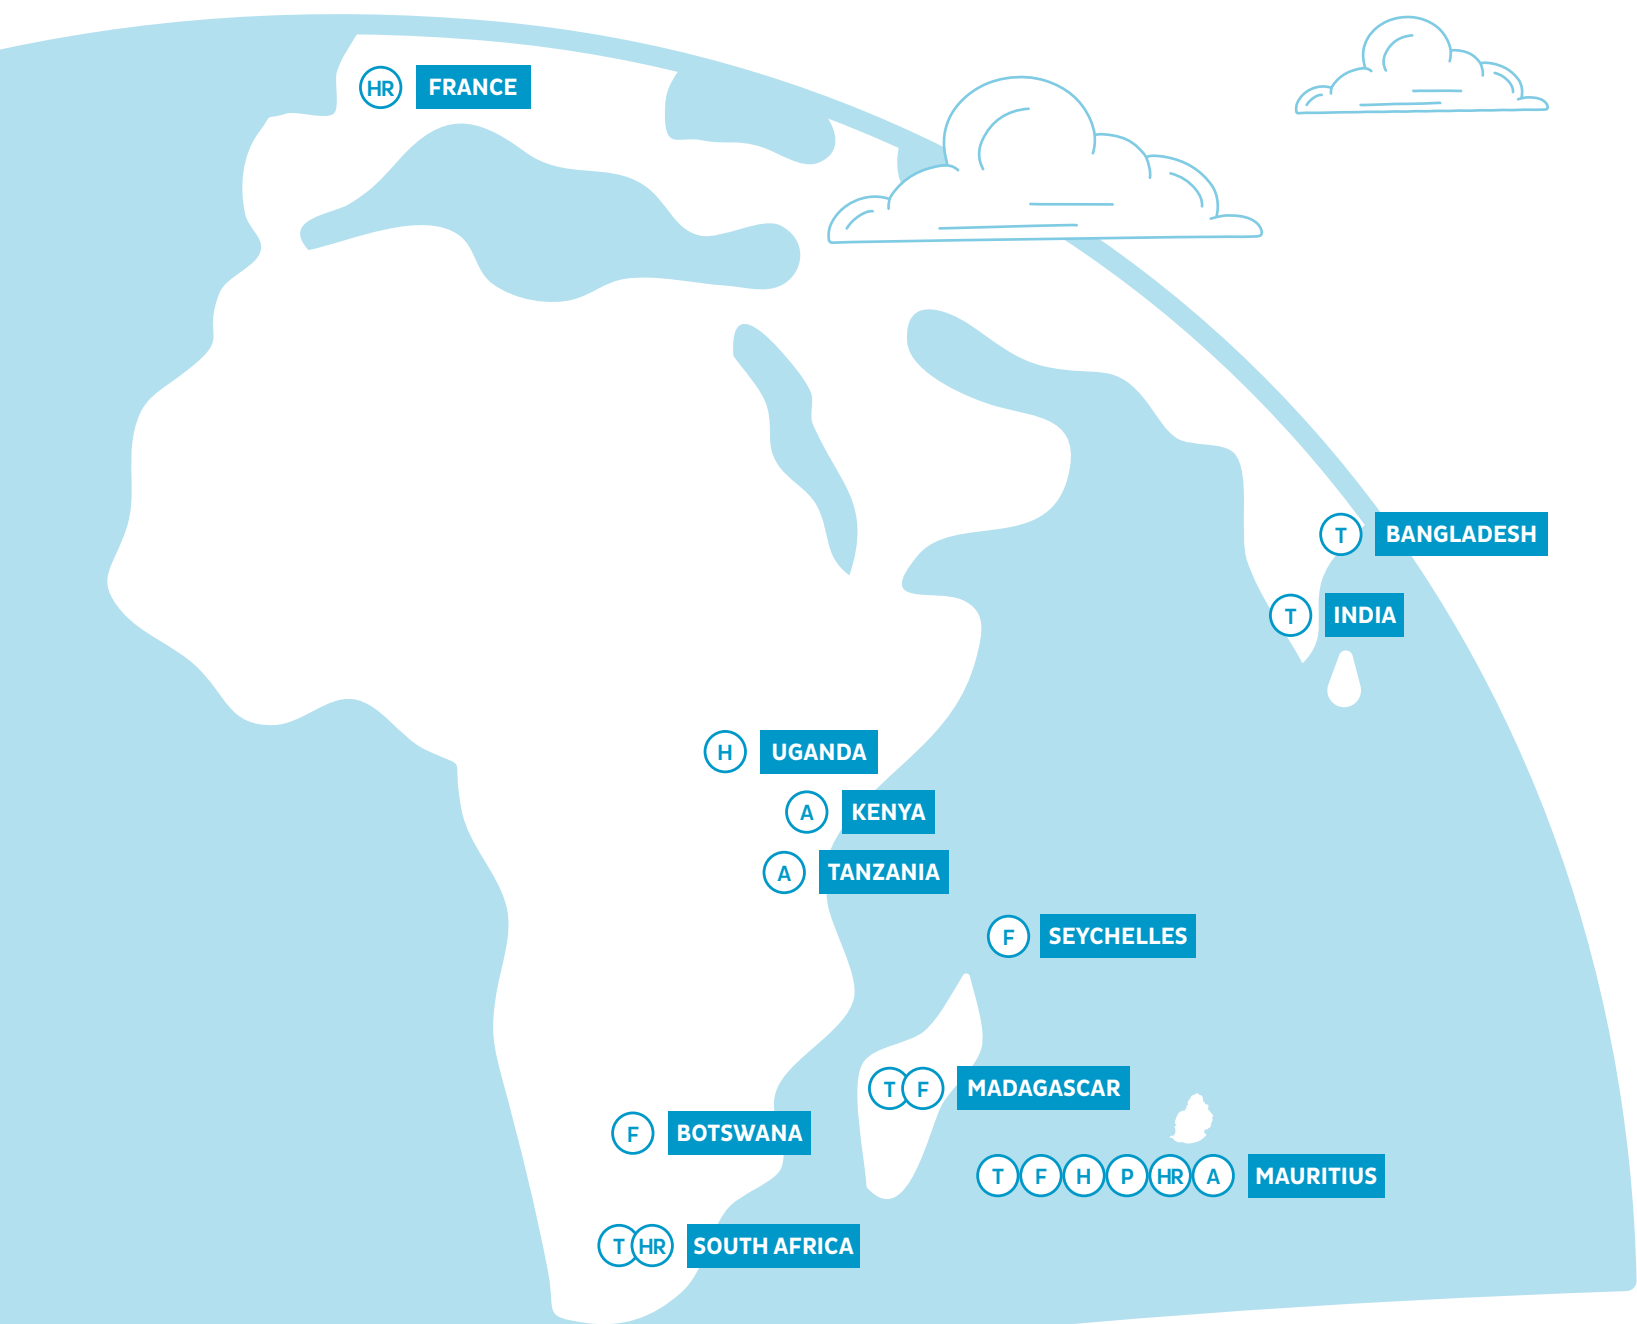 HR FRANCE
T BANGLADESH
T INDIA
H UGANDA
A KENYA
A TANZANIA
F SEYCHELLES
T F MADAGASCAR
F BOTSWANA
T F H P HR A MAURITIUS
T HR SOUTH AFRICA